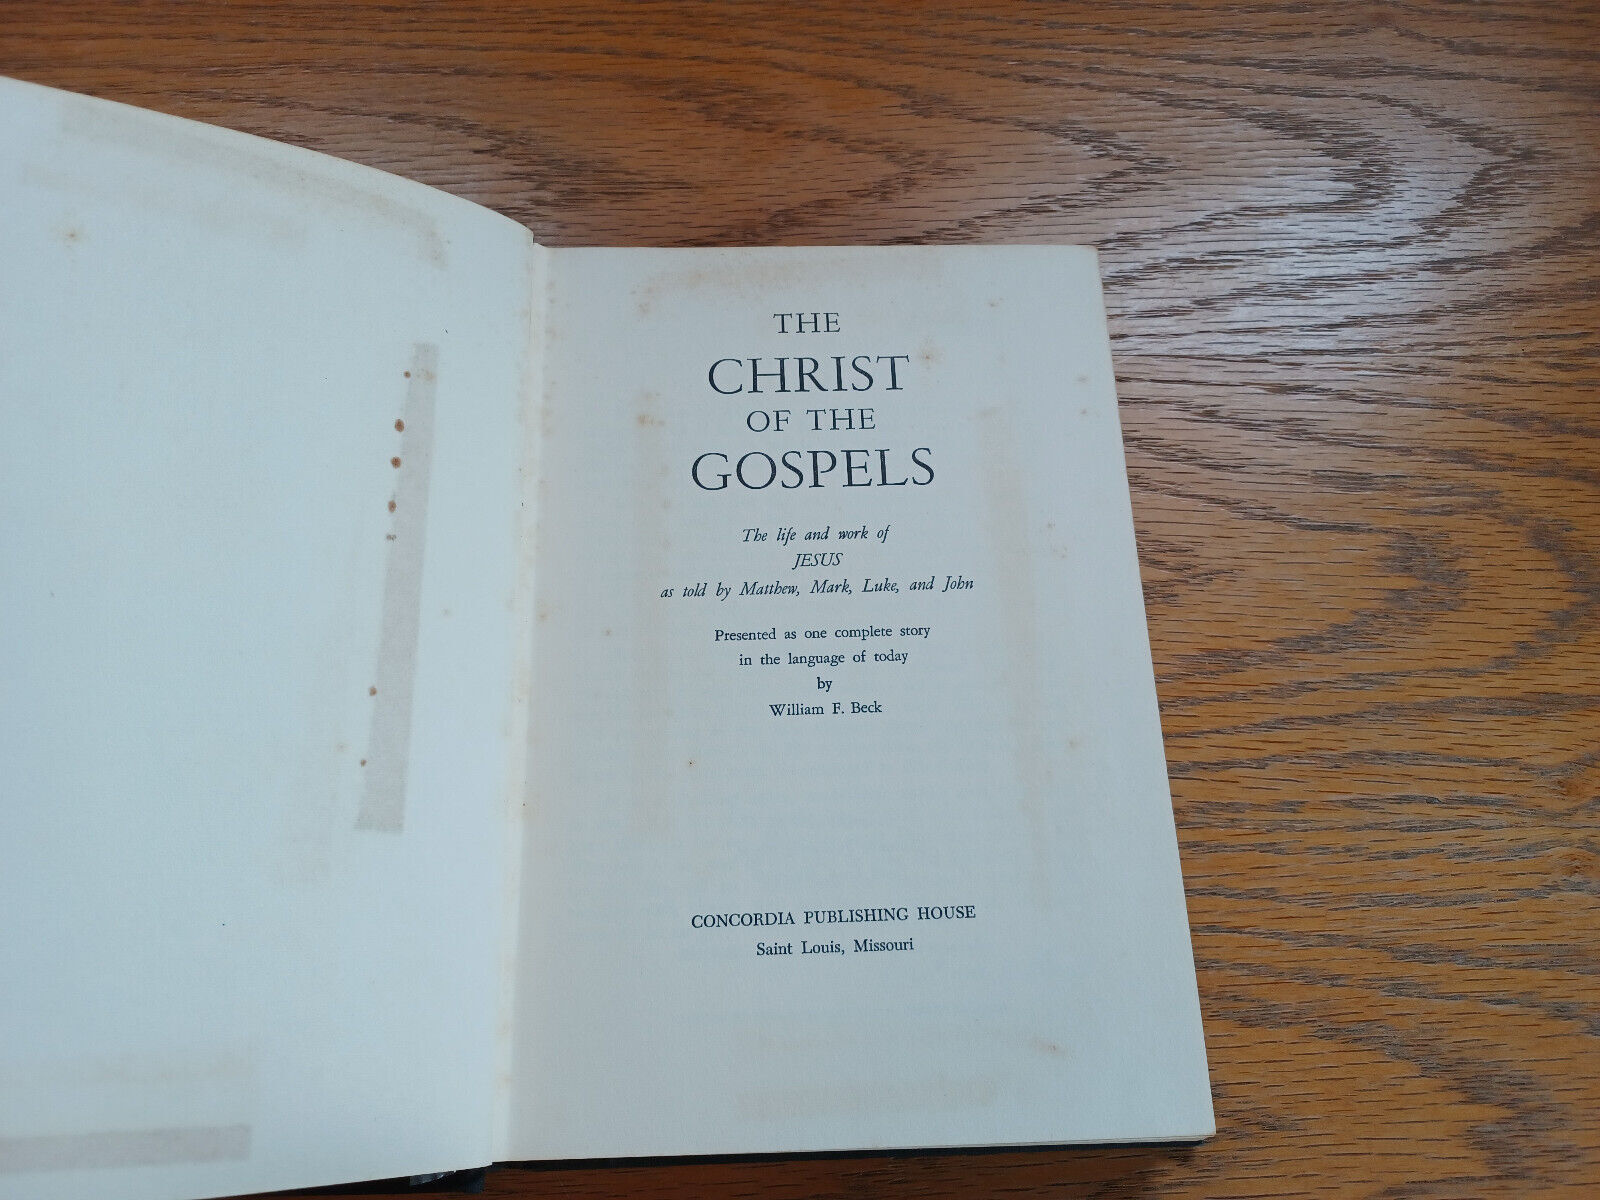 THE
CHRIST
OF THE
GOSPELS
The life and work of
JESUS
as told by Matthew, Mark, Luke, and John
Presented as one complete story
in the language of today
by
William F. Beck
CONCORDIA PUBLISHING HOUSE
Saint Louis, Missouri